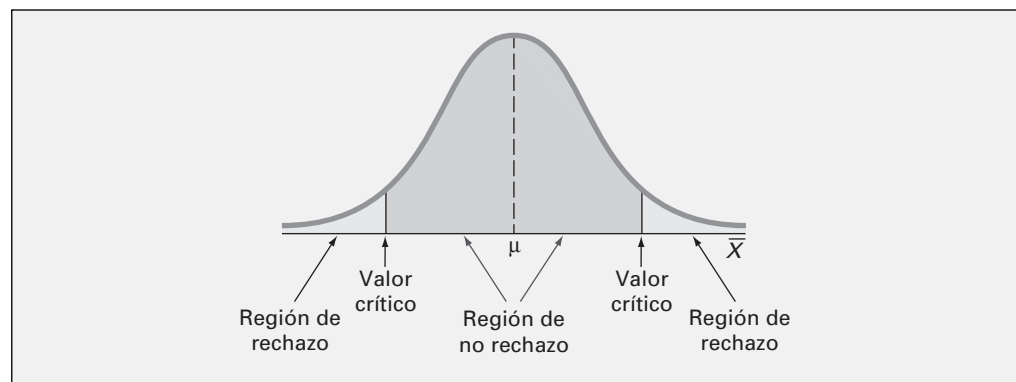 μ
X̄
Valor
crítico
Valor
crítico
Región de
rechazo
Región de
no rechazo
Región de
rechazo